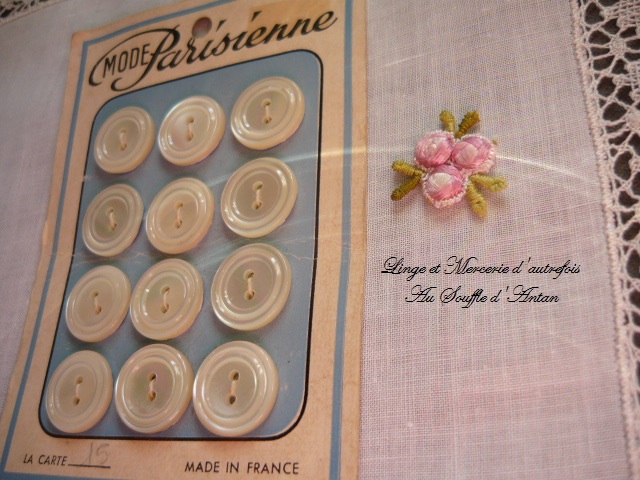 MODE Parisienne
LA CARTE 15
MADE IN FRANCE
Linge et Mercerie d'autrefois
Au Souffle d'Antan